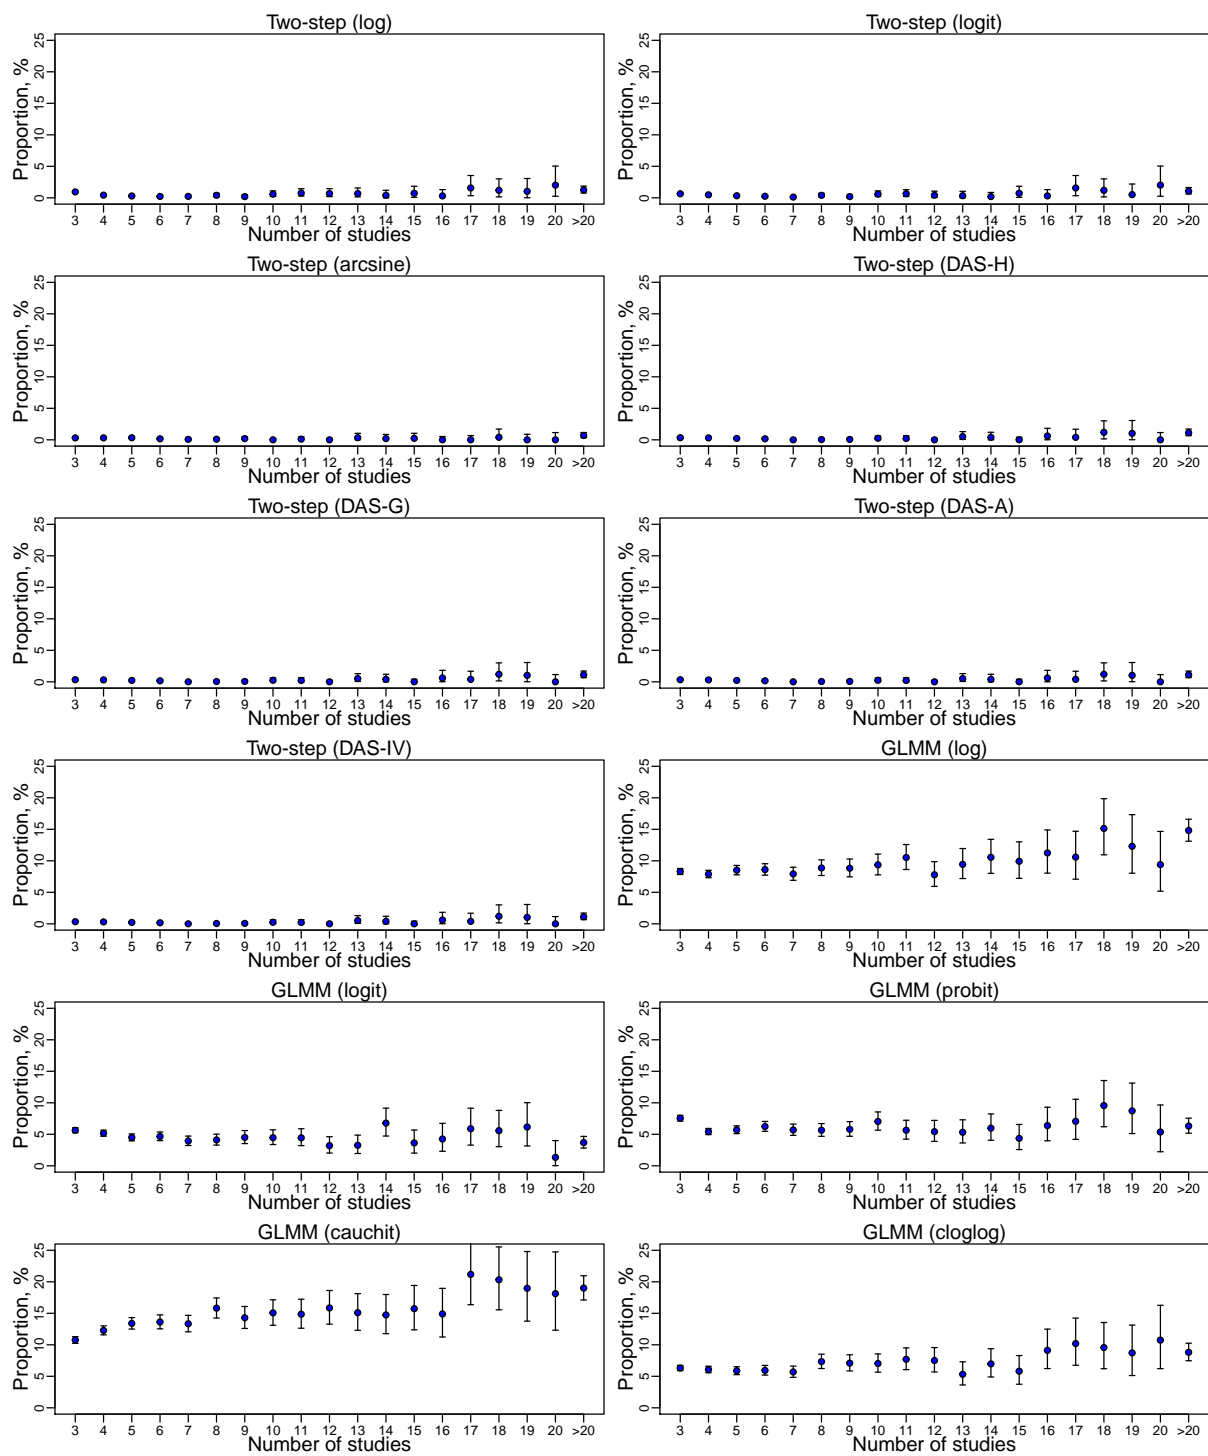 Two-step (log)
Proportion, %
0 5 10 15 20 25
3 4 5 6 7 8 9 10 11 12 13 14 15 16 17 18 19 20 >20
Number of studies
Two-step (logit)
Proportion, %
0 5 10 15 20 25
3 4 5 6 7 8 9 10 11 12 13 14 15 16 17 18 19 20 >20
Number of studies
Two-step (arcsine)
Proportion, %
0 5 10 15 20 25
3 4 5 6 7 8 9 10 11 12 13 14 15 16 17 18 19 20 >20
Number of studies
Two-step (DAS-H)
Proportion, %
0 5 10 15 20 25
3 4 5 6 7 8 9 10 11 12 13 14 15 16 17 18 19 20 >20
Number of studies
Two-step (DAS-G)
Proportion, %
0 5 10 15 20 25
3 4 5 6 7 8 9 10 11 12 13 14 15 16 17 18 19 20 >20
Number of studies
Two-step (DAS-A)
Proportion, %
0 5 10 15 20 25
3 4 5 6 7 8 9 10 11 12 13 14 15 16 17 18 19 20 >20
Number of studies
Two-step (DAS-IV)
Proportion, %
0 5 10 15 20 25
3 4 5 6 7 8 9 10 11 12 13 14 15 16 17 18 19 20 >20
Number of studies
GLMM (log)
Proportion, %
0 5 10 15 20 25
3 4 5 6 7 8 9 10 11 12 13 14 15 16 17 18 19 20 >20
Number of studies
GLMM (logit)
Proportion, %
0 5 10 15 20 25
3 4 5 6 7 8 9 10 11 12 13 14 15 16 17 18 19 20 >20
Number of studies
GLMM (probit)
Proportion, %
0 5 10 15 20 25
3 4 5 6 7 8 9 10 11 12 13 14 15 16 17 18 19 20 >20
Number of studies
GLMM (cauchit)
Proportion, %
0 5 10 15 20 25
3 4 5 6 7 8 9 10 11 12 13 14 15 16 17 18 19 20 >20
Number of studies
GLMM (cloglog)
Proportion, %
0 5 10 15 20 25
3 4 5 6 7 8 9 10 11 12 13 14 15 16 17 18 19 20 >20
Number of studies